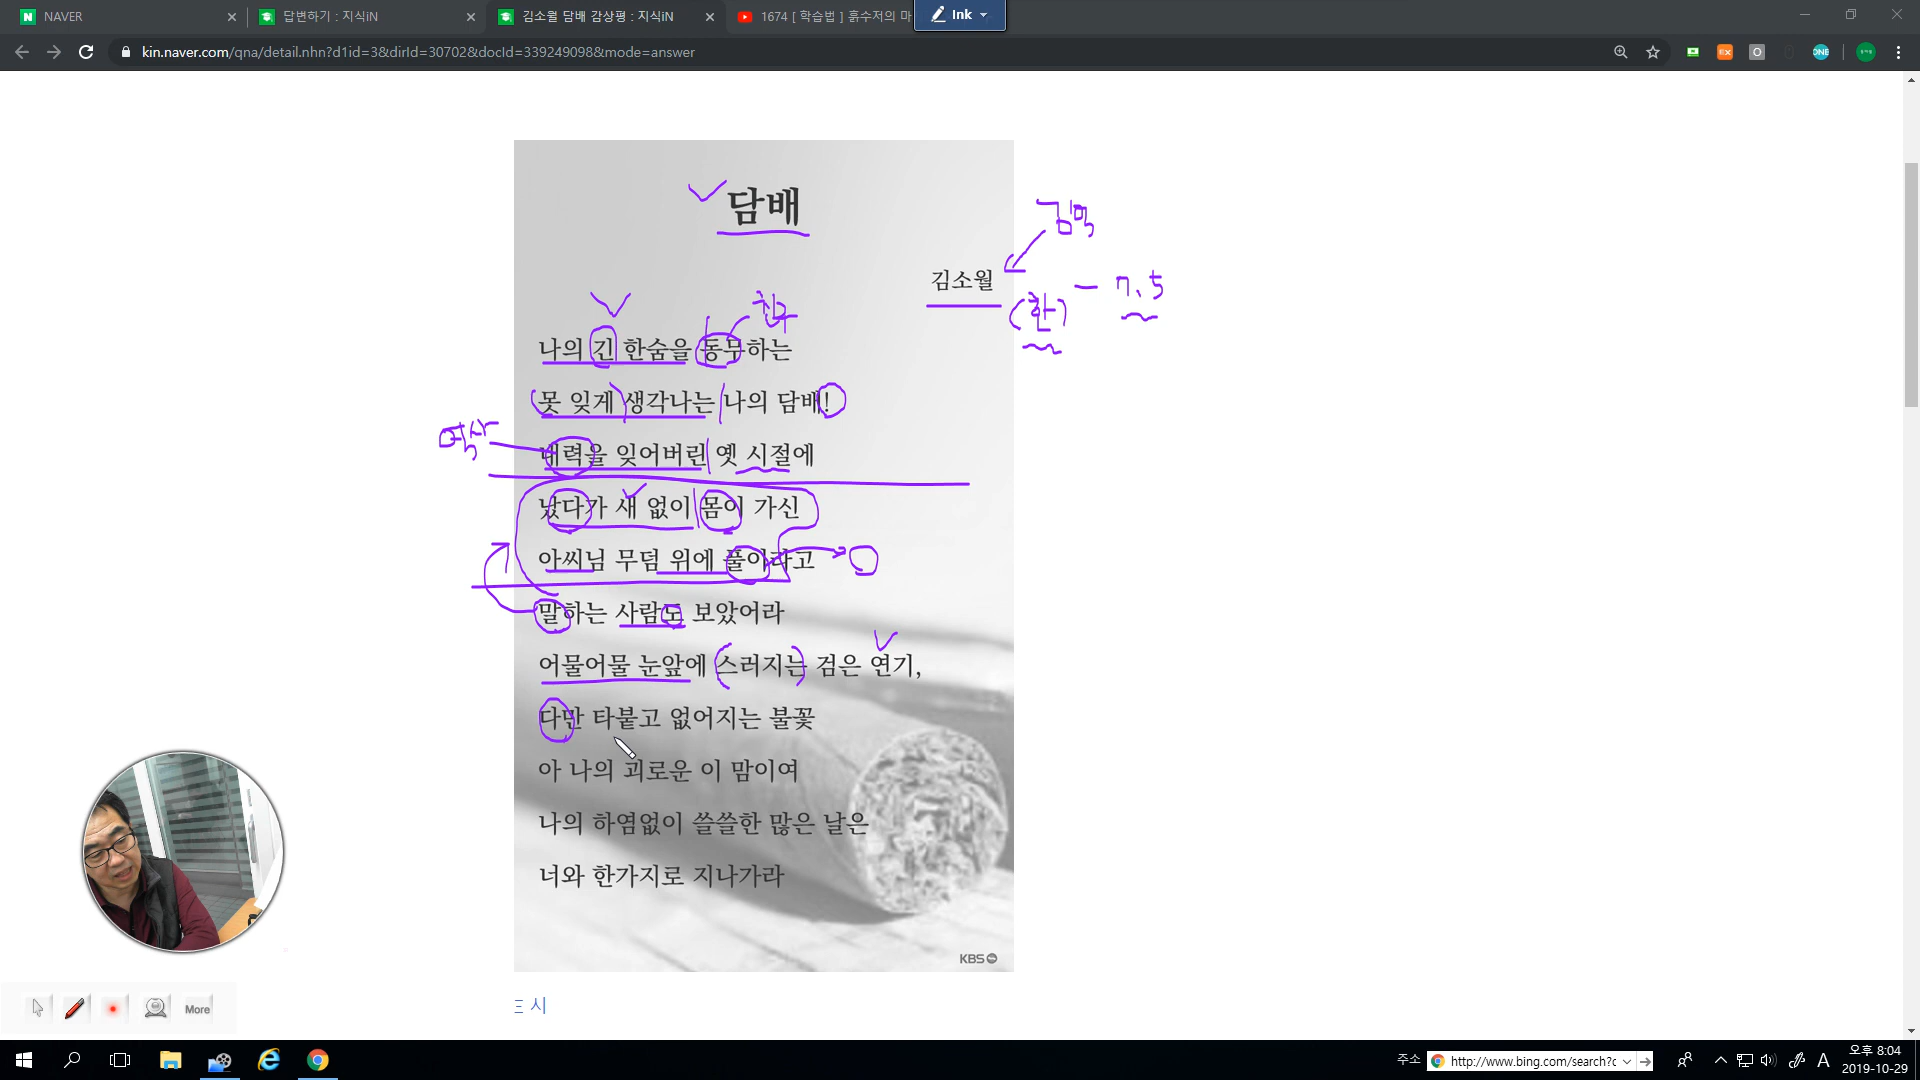 NAVER
답변하기 : 지식iN
김소월 담배 감상평 : 지식iN
1674 [ 학습법 ] 흙수저의 마
Ink
kin.naver.com/qna/detail.nhn?d1id=3&dirId=30702&docId=339249098&mode=answer
담배
김억
김소월
(한) - 7.5
친구
나의 긴 한숨을 동무하는
못 잊게 생각나는 나의 담배!
역사
내력을 잊어버린 옛 시절에
났다가 새 없이 몸이 가신
아씨님 무덤 위에 풀이라고
말하는 사람도 보았어라
어물어물 눈앞에 스러지는 검은 연기,
다만 타붙고 없어지는 불꽃
아 나의 괴로운 이 맘이여
나의 하염없이 쓸쓸한 많은 날은
너와 한가지로 지나가라
KBS
시
More
주소
http://www.bing.com/search?c
A
오후 8:04
2019-10-29